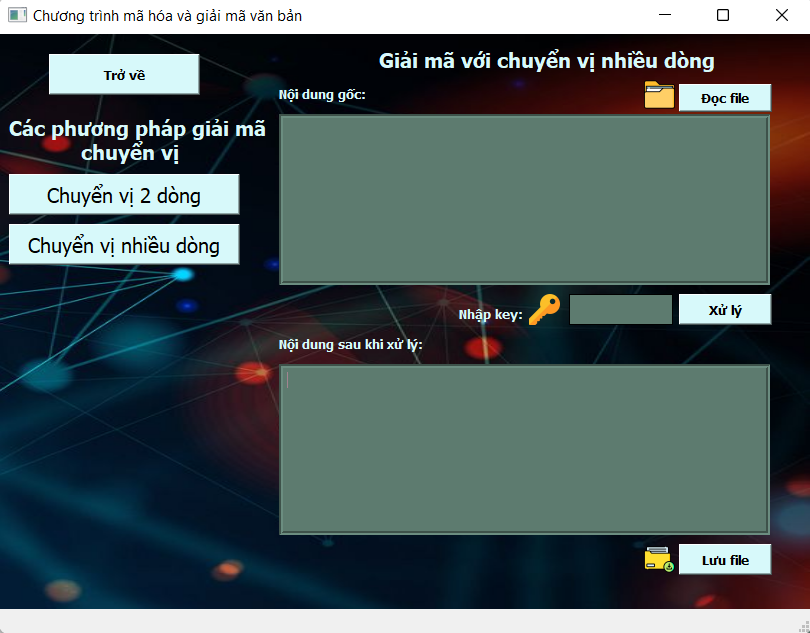 Chương trình mã hóa và giải mã văn bản
Trở về
Các phương pháp giải mã
chuyển vị
Chuyển vị 2 dòng
Chuyển vị nhiều dòng
Giải mã với chuyển vị nhiều dòng
Nội dung gốc:
Đọc file
Nhập key:
Xử lý
Nội dung sau khi xử lý:
Lưu file